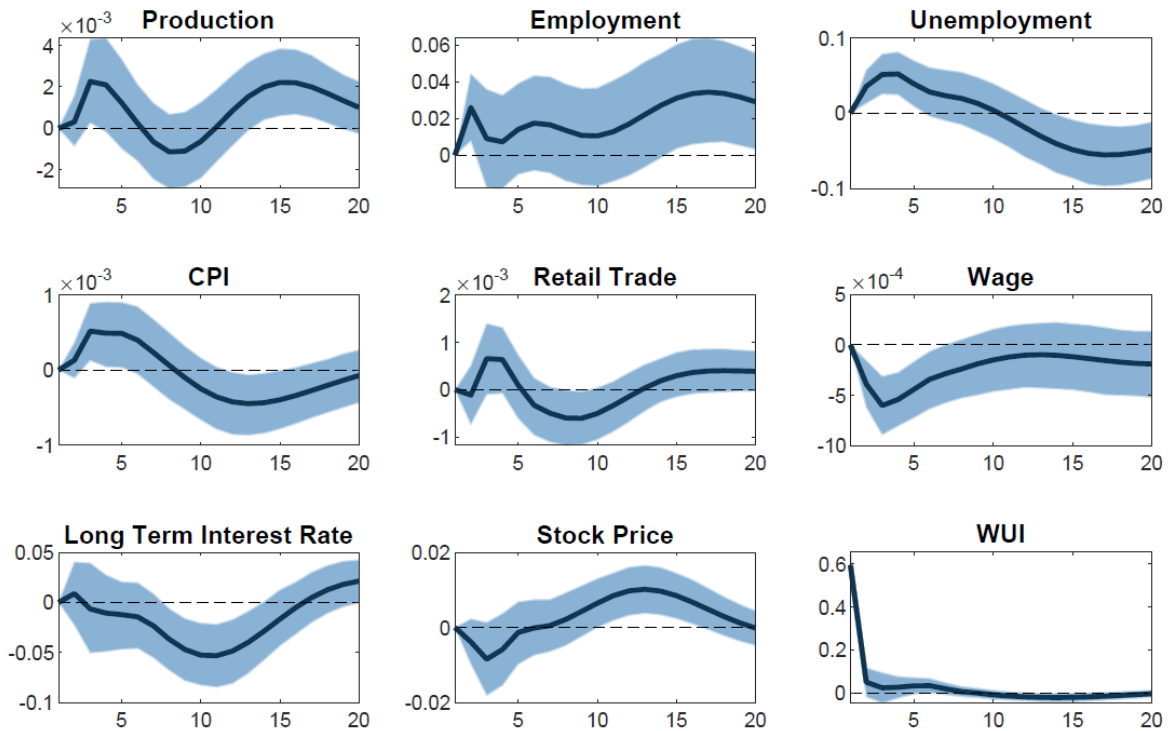 Production
×10⁻³
4
2
0
-2
5 10 15 20
Employment
0.06
0.04
0.02
0
5 10 15 20
Unemployment
0.1
0
-0.1
5 10 15 20
CPI
×10⁻³
1
0
-1
5 10 15 20
Retail Trade
×10⁻³
2
1
0
-1
5 10 15 20
Wage
×10⁻⁴
5
0
-5
-10
5 10 15 20
Long Term Interest Rate
0.05
0
-0.05
-0.1
5 10 15 20
Stock Price
0.02
0
-0.02
5 10 15 20
WUI
0.6
0.4
0.2
0
5 10 15 20